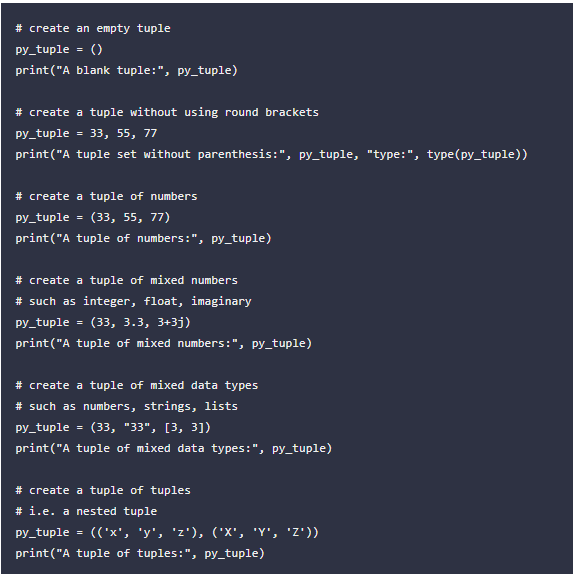 # create an empty tuple
py_tuple = ()
print("A blank tuple:", py_tuple)
# create a tuple without using round brackets
py_tuple = 33, 55, 77
print("A tuple set without parenthesis:", py_tuple, "type:", type(py_tuple))
# create a tuple of numbers
py_tuple = (33, 55, 77)
print("A tuple of numbers:", py_tuple)
# create a tuple of mixed numbers
# such as integer, float, imaginary
py_tuple = (33, 3.3, 3+3j)
print("A tuple of mixed numbers:", py_tuple)
# create a tuple of mixed data types
# such as numbers, strings, lists
py_tuple = (33, "33", [3, 3])
print("A tuple of mixed data types:", py_tuple)
# create a tuple of tuples
# i.e. a nested tuple
py_tuple = (('x', 'y', 'z'), ('X', 'Y', 'Z'))
print("A tuple of tuples:", py_tuple)